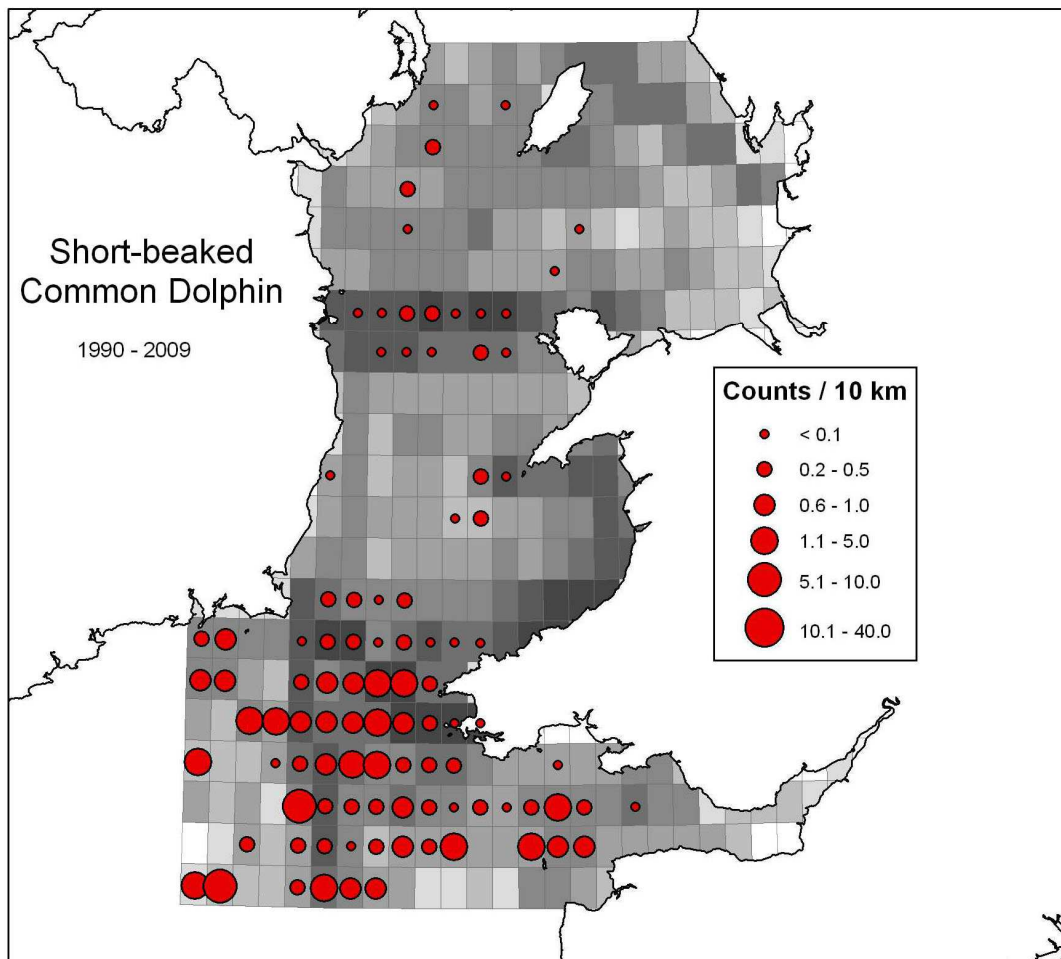 Short-beaked
Common Dolphin
1990 - 2009
Counts / 10 km
< 0.1
0.2 - 0.5
0.6 - 1.0
1.1 - 5.0
5.1 - 10.0
10.1 - 40.0